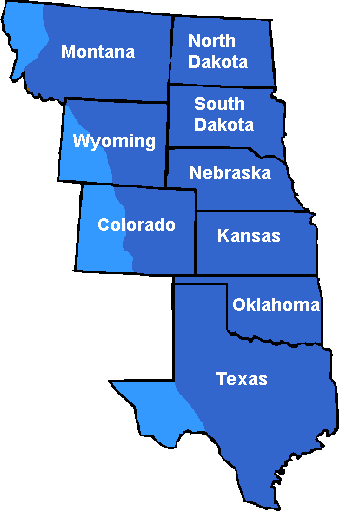 North
Dakota
Montana
South
Dakota
Wyoming
Nebraska
Colorado
Kansas
Oklahoma
Texas